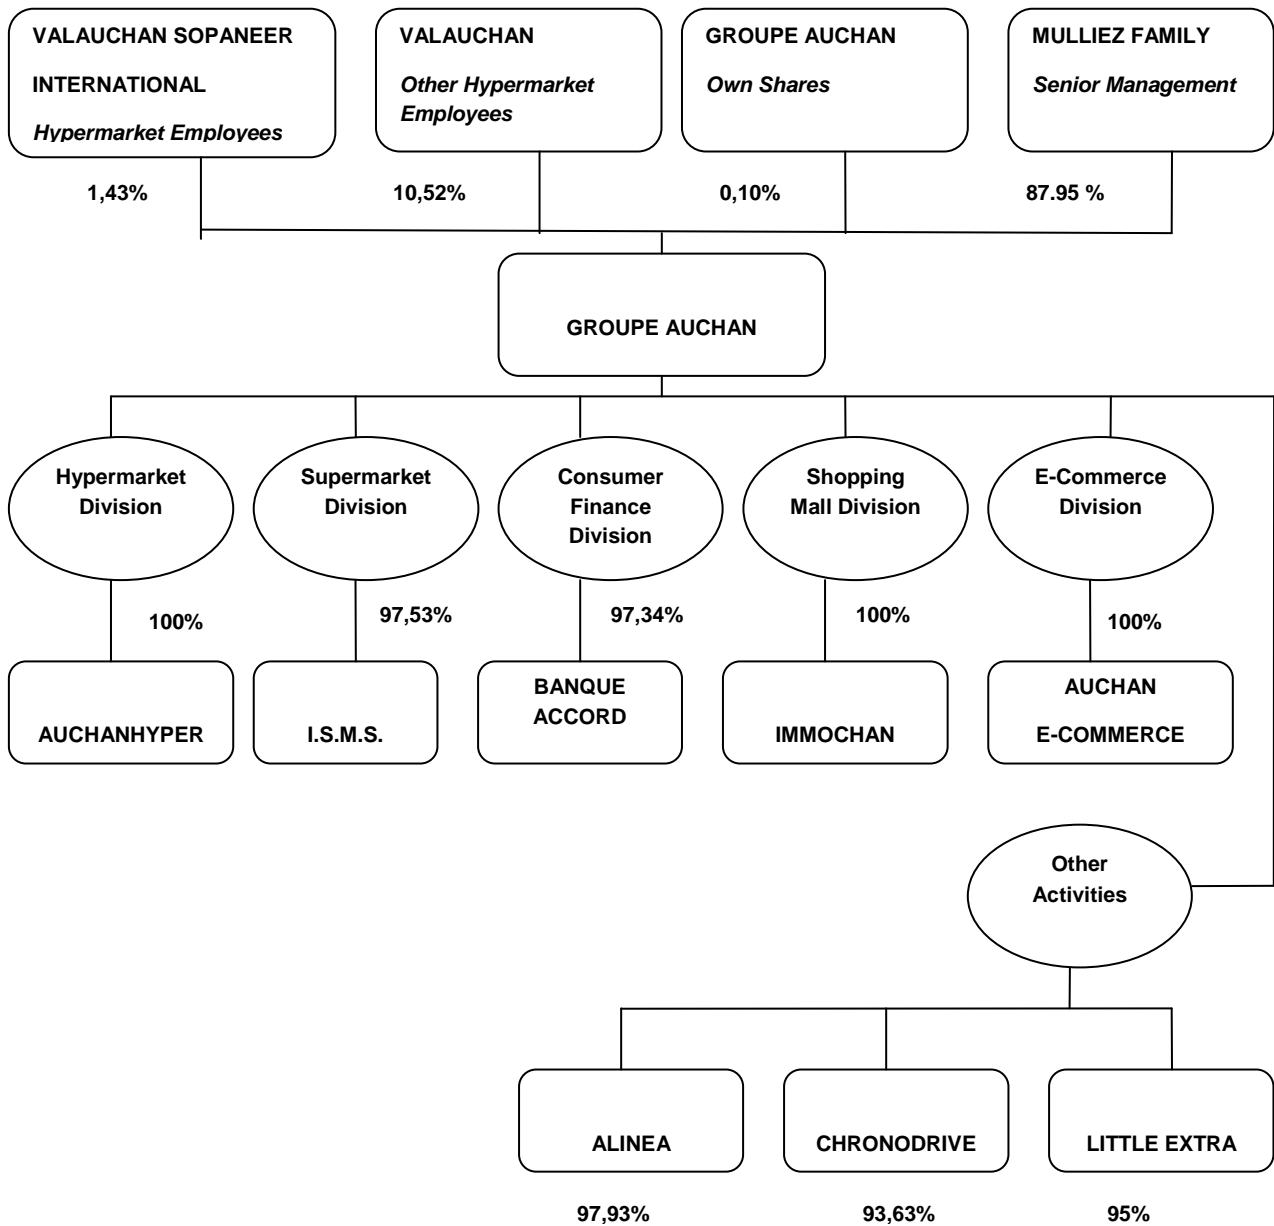 VALAUCHAN SOPANEER
INTERNATIONAL
Hypermarket Employees
VALAUCHAN
Other Hypermarket
Employees
GROUPE AUCHAN
Own Shares
MULLIEZ FAMILY
Senior Management
1,43%
10,52%
0,10%
87.95 %
GROUPE AUCHAN
Hypermarket
Division
Supermarket
Division
Consumer
Finance
Division
Shopping
Mall Division
E-Commerce
Division
100%
97,53%
97,34%
100%
100%
AUCHANHYPER
I.S.M.S.
BANQUE
ACCORD
IMMOCHAN
AUCHAN
E-COMMERCE
Other
Activities
ALINEA
CHRONODRIVE
LITTLE EXTRA
97,93%
93,63%
95%